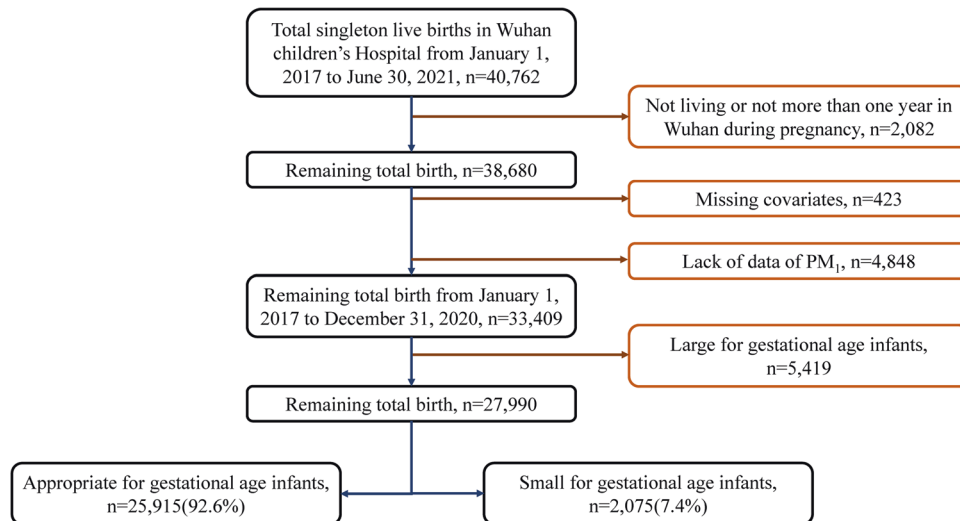 Total singleton live births in Wuhan
children's Hospital from January 1,
2017 to June 30, 2021, n=40,762
Not living or not more than one year in
Wuhan during pregnancy, n=2,082
Remaining total birth, n=38,680
Missing covariates, n=423
Lack of data of PM₁, n=4,848
Remaining total birth from January 1,
2017 to December 31, 2020, n=33,409
Large for gestational age infants,
n=5,419
Remaining total birth, n=27,990
Appropriate for gestational age infants,
n=25,915(92.6%)
Small for gestational age infants,
n=2,075(7.4%)